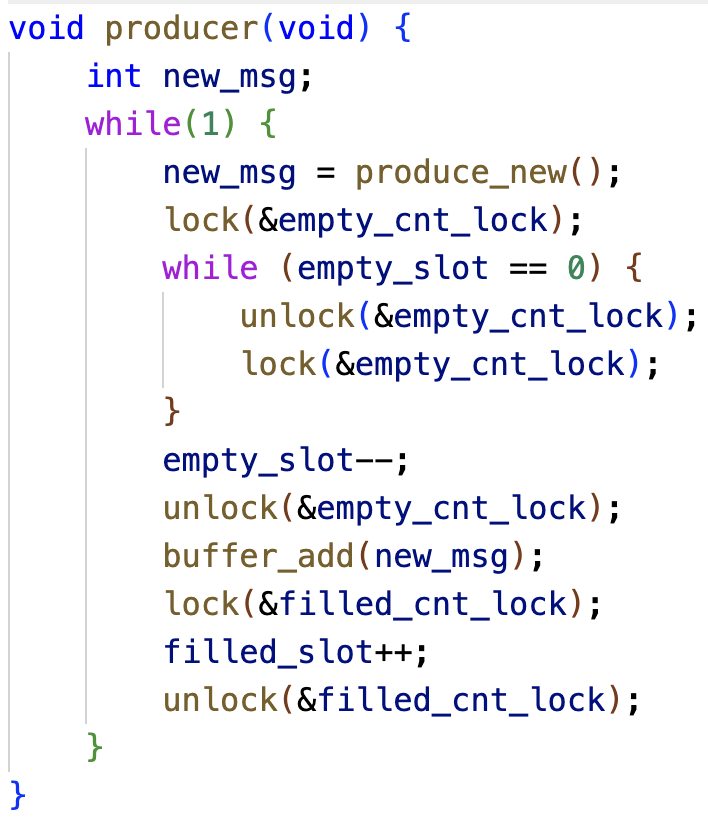 void producer(void) {
    int new_msg;
    while(1) {
        new_msg = produce_new();
        lock(&empty_cnt_lock);
        while (empty_slot == 0) {
            unlock(&empty_cnt_lock);
            lock(&empty_cnt_lock);
        }
        empty_slot--;
        unlock(&empty_cnt_lock);
        buffer_add(new_msg);
        lock(&filled_cnt_lock);
        filled_slot++;
        unlock(&filled_cnt_lock);
    }
}